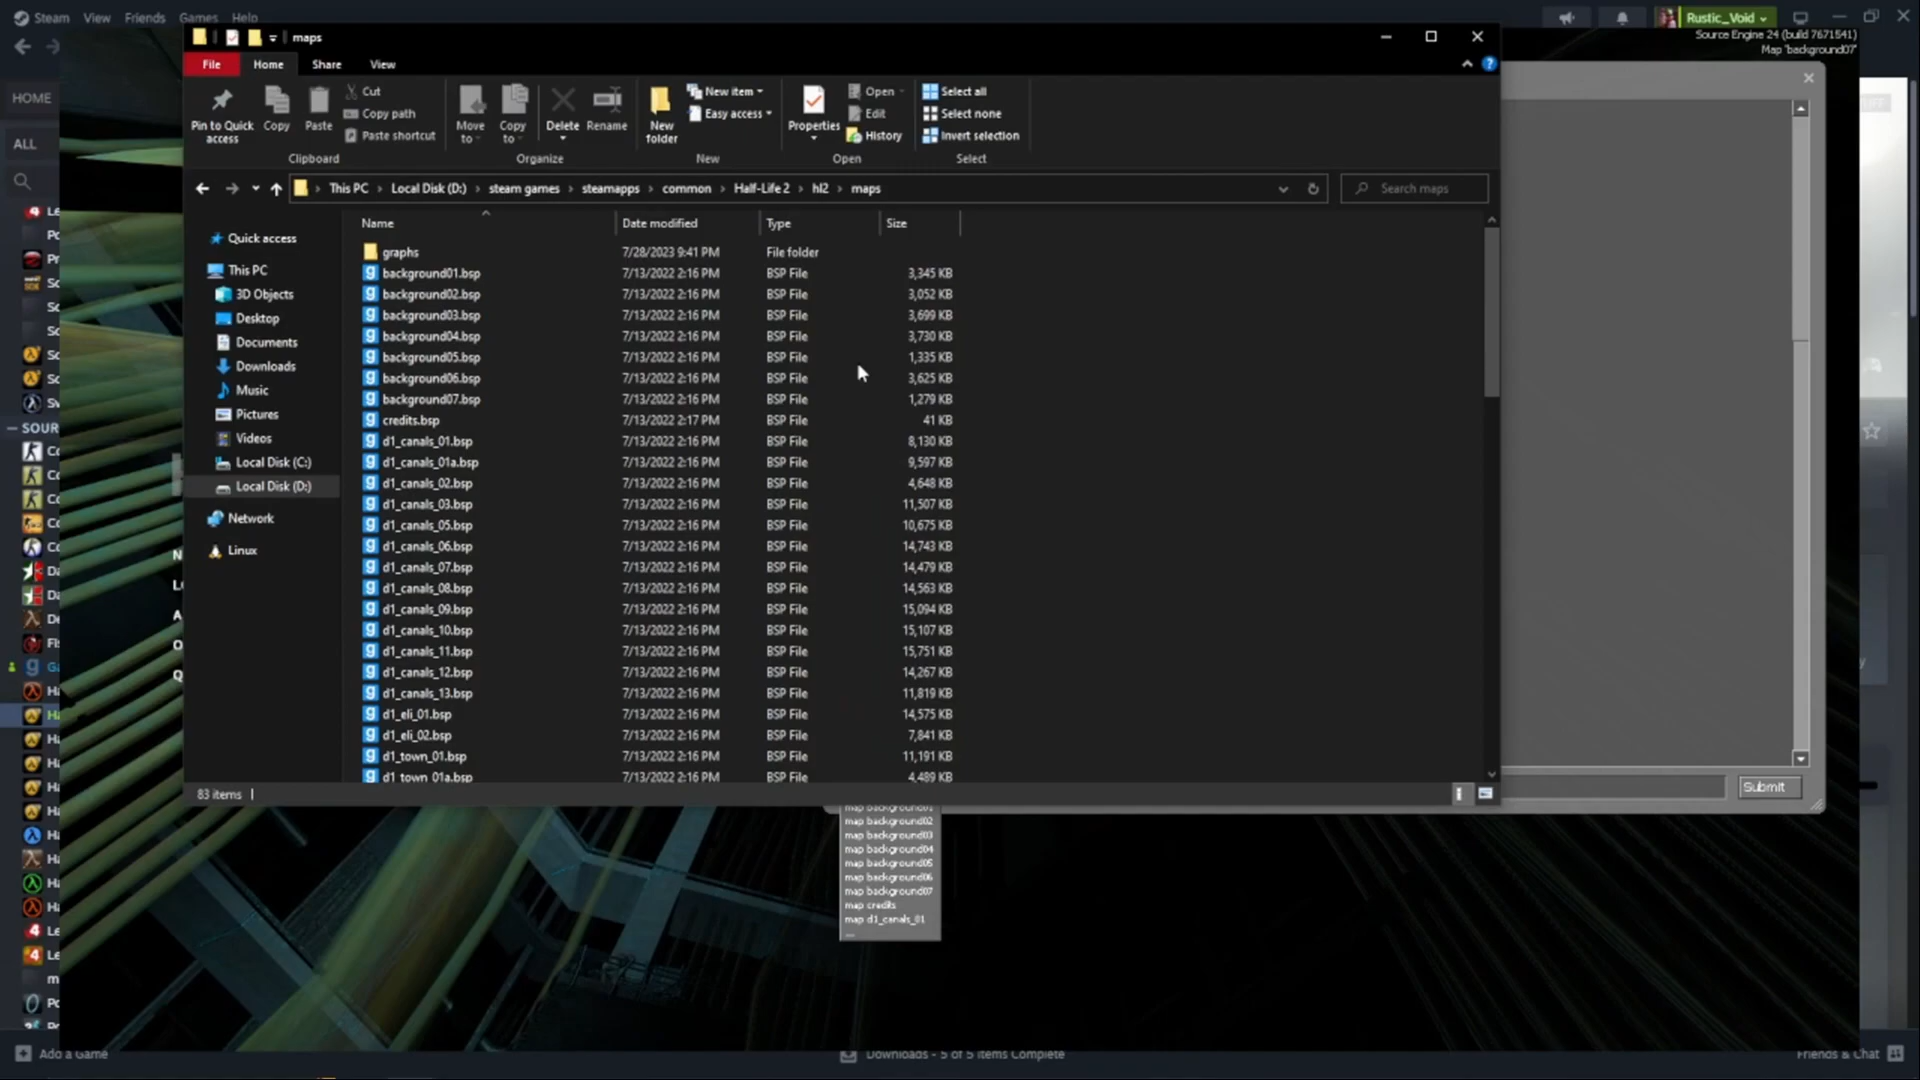 Steam View Friends Games Help
Rustic_Void
Source Engine 24 (build 7671541)
Map "background07"
maps
File Home Share View
HOME
ALL
Pin to Quick access
Copy
Paste
Cut
Copy path
Paste shortcut
Move to
Copy to
Delete
Rename
New folder
New item
Easy access
Properties
Open
Edit
History
Select all
Select none
Invert selection
Clipboard Organize New Open Select
This PC Local Disk (D:) steam games steamapps common Half-Life 2 hl2 maps
Search maps
Quick access
This PC
3D Objects
Desktop
Documents
Downloads
Music
Pictures
Videos
Local Disk (C:)
Local Disk (D:)
Network
Linux
Name Date modified Type Size
graphs 7/28/2023 9:41 PM File folder
background01.bsp 7/13/2022 2:16 PM BSP File 3,345 KB
background02.bsp 7/13/2022 2:16 PM BSP File 3,052 KB
background03.bsp 7/13/2022 2:16 PM BSP File 3,699 KB
background04.bsp 7/13/2022 2:16 PM BSP File 3,730 KB
background05.bsp 7/13/2022 2:16 PM BSP File 1,335 KB
background06.bsp 7/13/2022 2:16 PM BSP File 3,625 KB
background07.bsp 7/13/2022 2:16 PM BSP File 1,279 KB
credits.bsp 7/13/2022 2:17 PM BSP File 41 KB
d1_canals_01.bsp 7/13/2022 2:16 PM BSP File 8,130 KB
d1_canals_01a.bsp 7/13/2022 2:16 PM BSP File 9,597 KB
d1_canals_02.bsp 7/13/2022 2:16 PM BSP File 4,648 KB
d1_canals_03.bsp 7/13/2022 2:16 PM BSP File 11,507 KB
d1_canals_05.bsp 7/13/2022 2:16 PM BSP File 10,675 KB
d1_canals_06.bsp 7/13/2022 2:16 PM BSP File 14,743 KB
d1_canals_07.bsp 7/13/2022 2:16 PM BSP File 14,479 KB
d1_canals_08.bsp 7/13/2022 2:16 PM BSP File 14,563 KB
d1_canals_09.bsp 7/13/2022 2:16 PM BSP File 15,094 KB
d1_canals_10.bsp 7/13/2022 2:16 PM BSP File 15,107 KB
d1_canals_11.bsp 7/13/2022 2:16 PM BSP File 15,751 KB
d1_canals_12.bsp 7/13/2022 2:16 PM BSP File 14,267 KB
d1_canals_13.bsp 7/13/2022 2:16 PM BSP File 11,819 KB
d1_eli_01.bsp 7/13/2022 2:16 PM BSP File 14,575 KB
d1_eli_02.bsp 7/13/2022 2:16 PM BSP File 7,841 KB
d1_town_01.bsp 7/13/2022 2:16 PM BSP File 11,191 KB
d1_town_01a.bsp 7/13/2022 2:16 PM BSP File 4,489 KB
83 items
Submit
map background01
map background02
map background03
map background04
map background05
map background06
map background07
map credits
map d1_canals_01
...
Add a Game
Downloads - 5 of 5 Items Complete
Friends & Chat